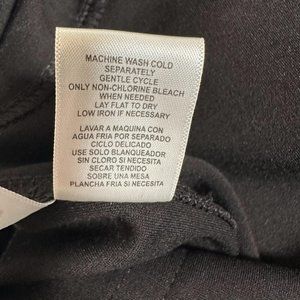 MACHINE WASH COLD
SEPARATELY
GENTLE CYCLE
ONLY NON-CHLORINE BLEACH
WHEN NEEDED
LAY FLAT TO DRY
LOW IRON IF NECESSARY
LAVAR A MAQUINA CON
AGUA FRIA POR SEPARADO
CICLO DELICADO
USE SOLO BLANQUEADOR
SIN CLORO SI NECESITA
SECAR TENDIDO
SOBRE UNA MESA
PLANCHA FRIA SI NECESITA